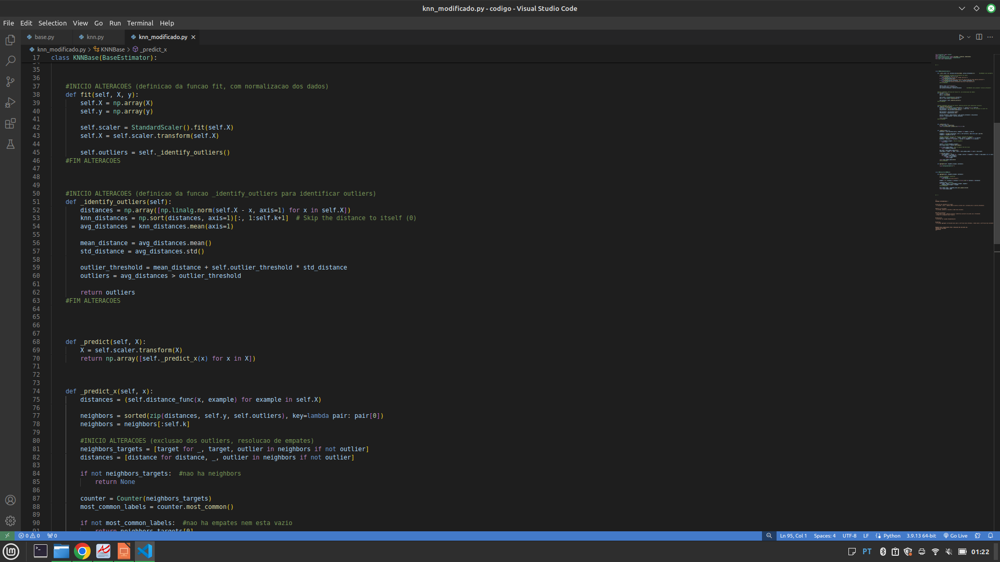 knn_modificado.py - codigo - Visual Studio Code
File Edit Selection View Go Run Terminal Help
base.py knn.py knn_modificado.py
knn_modificado.py > KNNBase > _predict_x
17 class KNNBase(BaseEstimator):
35
36
37 #INICIO ALTERACOES (definicao da funcao fit, com normalizacao dos dados)
38 def fit(self, X, y):
39 self.X = np.array(X)
40 self.y = np.array(y)
41
42 self.scaler = StandardScaler().fit(self.X)
43 self.X = self.scaler.transform(self.X)
44
45 self.outliers = self._identify_outliers()
46 #FIM ALTERACOES
47
48
49
50 #INICIO ALTERACOES (definicao da funcao _identify_outliers para identificar outliers)
51 def _identify_outliers(self):
52 distances = np.array([np.linalg.norm(self.X - x, axis=1) for x in self.X])
53 knn_distances = np.sort(distances, axis=1)[:, 1:self.k+1]  # Skip the distance to itself (0)
54 avg_distances = knn_distances.mean(axis=1)
55
56 mean_distance = avg_distances.mean()
57 std_distance = avg_distances.std()
58
59 outlier_threshold = mean_distance + self.outlier_threshold * std_distance
60 outliers = avg_distances > outlier_threshold
61
62 return outliers
63 #FIM ALTERACOES
64
65
66
67
68 def _predict(self, X):
69 X = self.scaler.transform(X)
70 return np.array([self._predict_x(x) for x in X])
71
72
73
74 def _predict_x(self, x):
75 distances = (self.distance_func(x, example) for example in self.X)
76
77 neighbors = sorted(zip(distances, self.y, self.outliers), key=lambda pair: pair[0])
78 neighbors = neighbors[:self.k]
79
80 #INICIO ALTERACOES (exclusao dos outliers, resolucao de empates)
81 neighbors_targets = [target for _, target, outlier in neighbors if not outlier]
82 distances = [distance for distance, _, outlier in neighbors if not outlier]
83
84 if not neighbors_targets:  #nao ha neighbors
85 return None
86
87 counter = Counter(neighbors_targets)
88 most_common_labels = counter.most_common()
89
90 if not most_common_labels:  #nao ha empates nem esta vazio
91 return neighbors_targets[0]
0 0 0 Ln 95, Col 1 Spaces: 4 UTF-8 LF Python 3.9.13 64-bit Go Live
PT 01:22